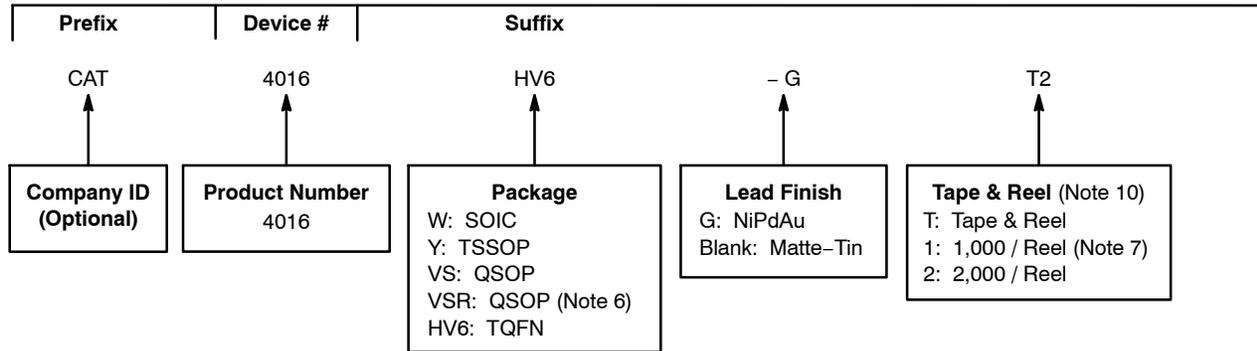 Prefix Device # Suffix
CAT 4016 HV6 – G T2
Company ID
(Optional)
Product Number
4016
Package
W: SOIC
Y: TSSOP
VS: QSOP
VSR: QSOP (Note 6)
HV6: TQFN
Lead Finish
G: NiPdAu
Blank: Matte–Tin
Tape & Reel (Note 10)
T: Tape & Reel
1: 1,000 / Reel (Note 7)
2: 2,000 / Reel